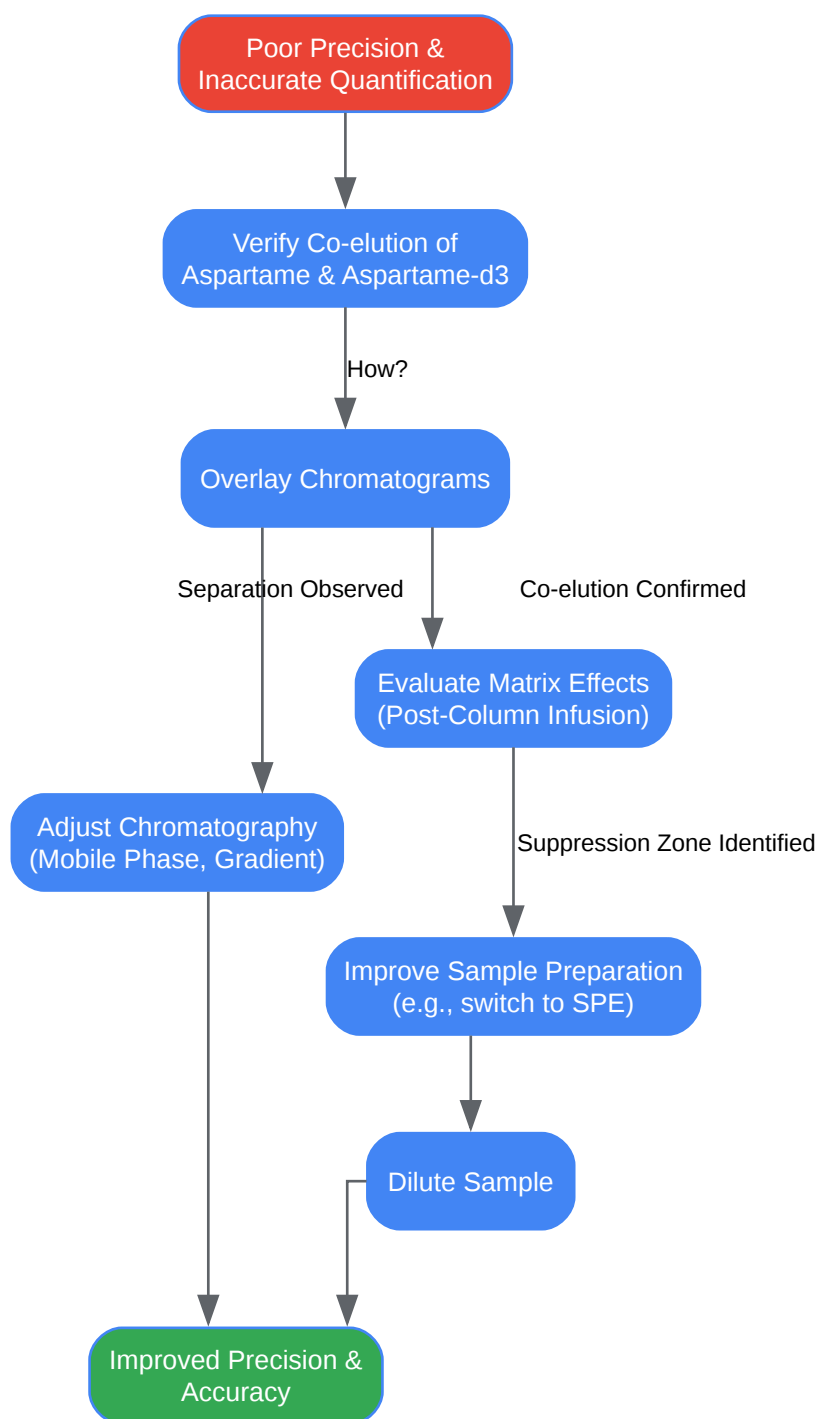 Poor Precision &
Inaccurate Quantification
Verify Co-elution of
Aspartame & Aspartame-d3
How?
Overlay Chromatograms
Separation Observed
Co-elution Confirmed
Evaluate Matrix Effects
(Post-Column Infusion)
Adjust Chromatography
(Mobile Phase, Gradient)
Suppression Zone Identified
Improve Sample Preparation
(e.g., switch to SPE)
Dilute Sample
Improved Precision &
Accuracy